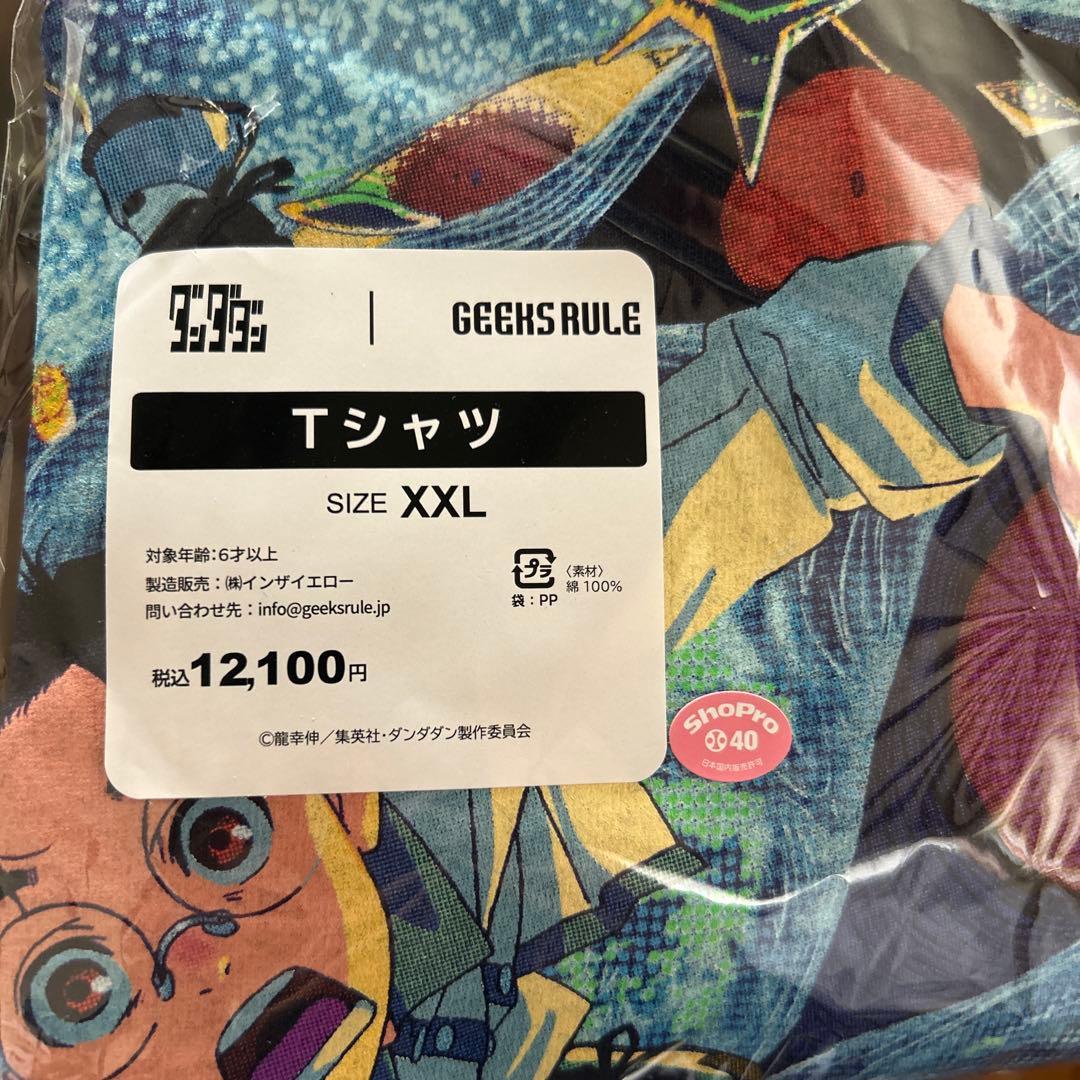 ダンダダン | GEEKS RULE
Tシャツ
SIZE XXL
対象年齢:6才以上
製造販売:㈱インザイエロー
問い合わせ先:info@geeksrule.jp
プラ
袋:PP
〈素材〉
綿100%
税込12,100円
©龍幸伸/集英社・ダンダダン製作委員会
ShoPro
40
日本国内販売許可